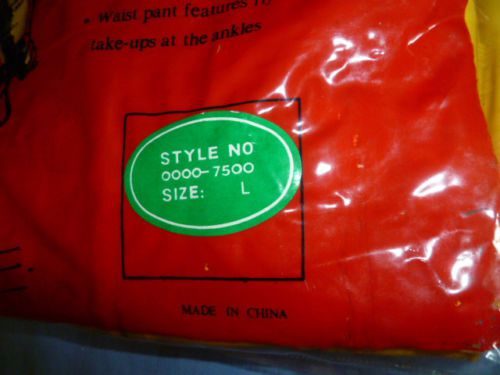 • Waist pant features
take-ups at the ankles
STYLE NO
0000-7500
SIZE: L
MADE IN CHINA